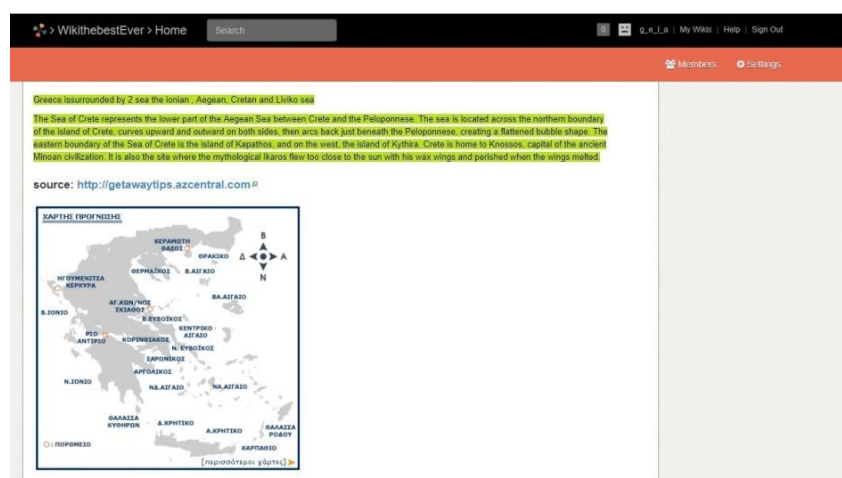 WikithebestEver > Home
Search
0 g_e_l_a | My Wikis | Help | Sign Out
Members Settings
Greece issurrounded by 2 sea the ionian , Aegean, Cretan and Liviko sea
The Sea of Crete represents the lower part of the Aegean Sea between Crete and the Peloponnese. The sea is located across the northern boundary
of the island of Crete, curves upward and outward on both sides, then arcs back just beneath the Peloponnese, creating a flattened bubble shape. The
eastern boundary of the Sea of Crete is the island of Kapathos, and on the west, the island of Kythira. Crete is home to Knossos, capital of the ancient
Minoan civilization. It is also the site where the mythological Ikaros flew too close to the sun with his wax wings and perished when the wings melted.
source: http://getawaytips.azcentral.com
ΧΑΡΤΗΣ ΠΡΟΓΝΩΣΗΣ
Β
ΚΕΡΑΜΩΤΗ
ΘΑΣΟΣ
ΘΡΑΚΙΚΟ
Δ Α
Ν
ΘΕΡΜΑΪΚΟΣ Β.ΑΙΓΑΙΟ
ΗΓΟΥΜΕΝΙΤΣΑ
ΚΕΡΚΥΡΑ
ΒΑ.ΑΙΓΑΙΟ
ΑΓ.ΚΩΝ/ΝΟΣ
ΣΚΙΑΘΟΣ
Β.ΙΟΝΙΟ
Β.ΕΥΒΟΪΚΟΣ
ΚΕΝΤΡΙΚΟ
ΑΙΓΑΙΟ
ΡΙΟ
ΑΝΤΙΡΙΟ
ΚΟΡΙΝΘΙΑΚΟΣ
Ν. ΕΥΒΟΪΚΟΣ
ΣΑΡΩΝΙΚΟΣ
ΑΡΓΟΛΙΚΟΣ
Ν.ΙΟΝΙΟ
ΝΔ.ΑΙΓΑΙΟ
ΝΑ.ΑΙΓΑΙΟ
ΘΑΛΑΣΣΑ
ΚΥΘΗΡΩΝ
Δ.ΚΡΗΤΙΚΟ
Α.ΚΡΗΤΙΚΟ
ΘΑΛΑΣΣΑ
ΡΟΔΟΥ
: ΠΟΡΘΜΕΙΟ
ΚΑΡΠΑΘΙΟ
[περισσότεροι χάρτες]